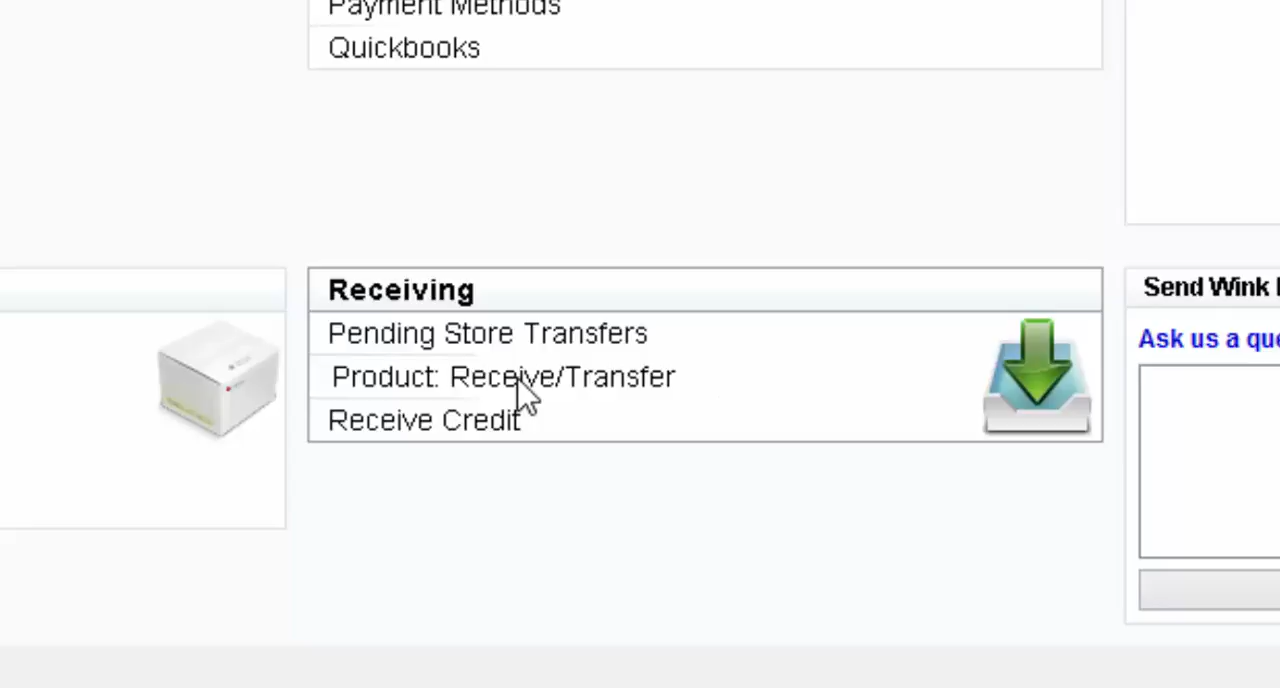 Payment Methods
Quickbooks
Receiving
Pending Store Transfers
Product: Receive/Transfer
Receive Credit
Send Wink
Ask us a que